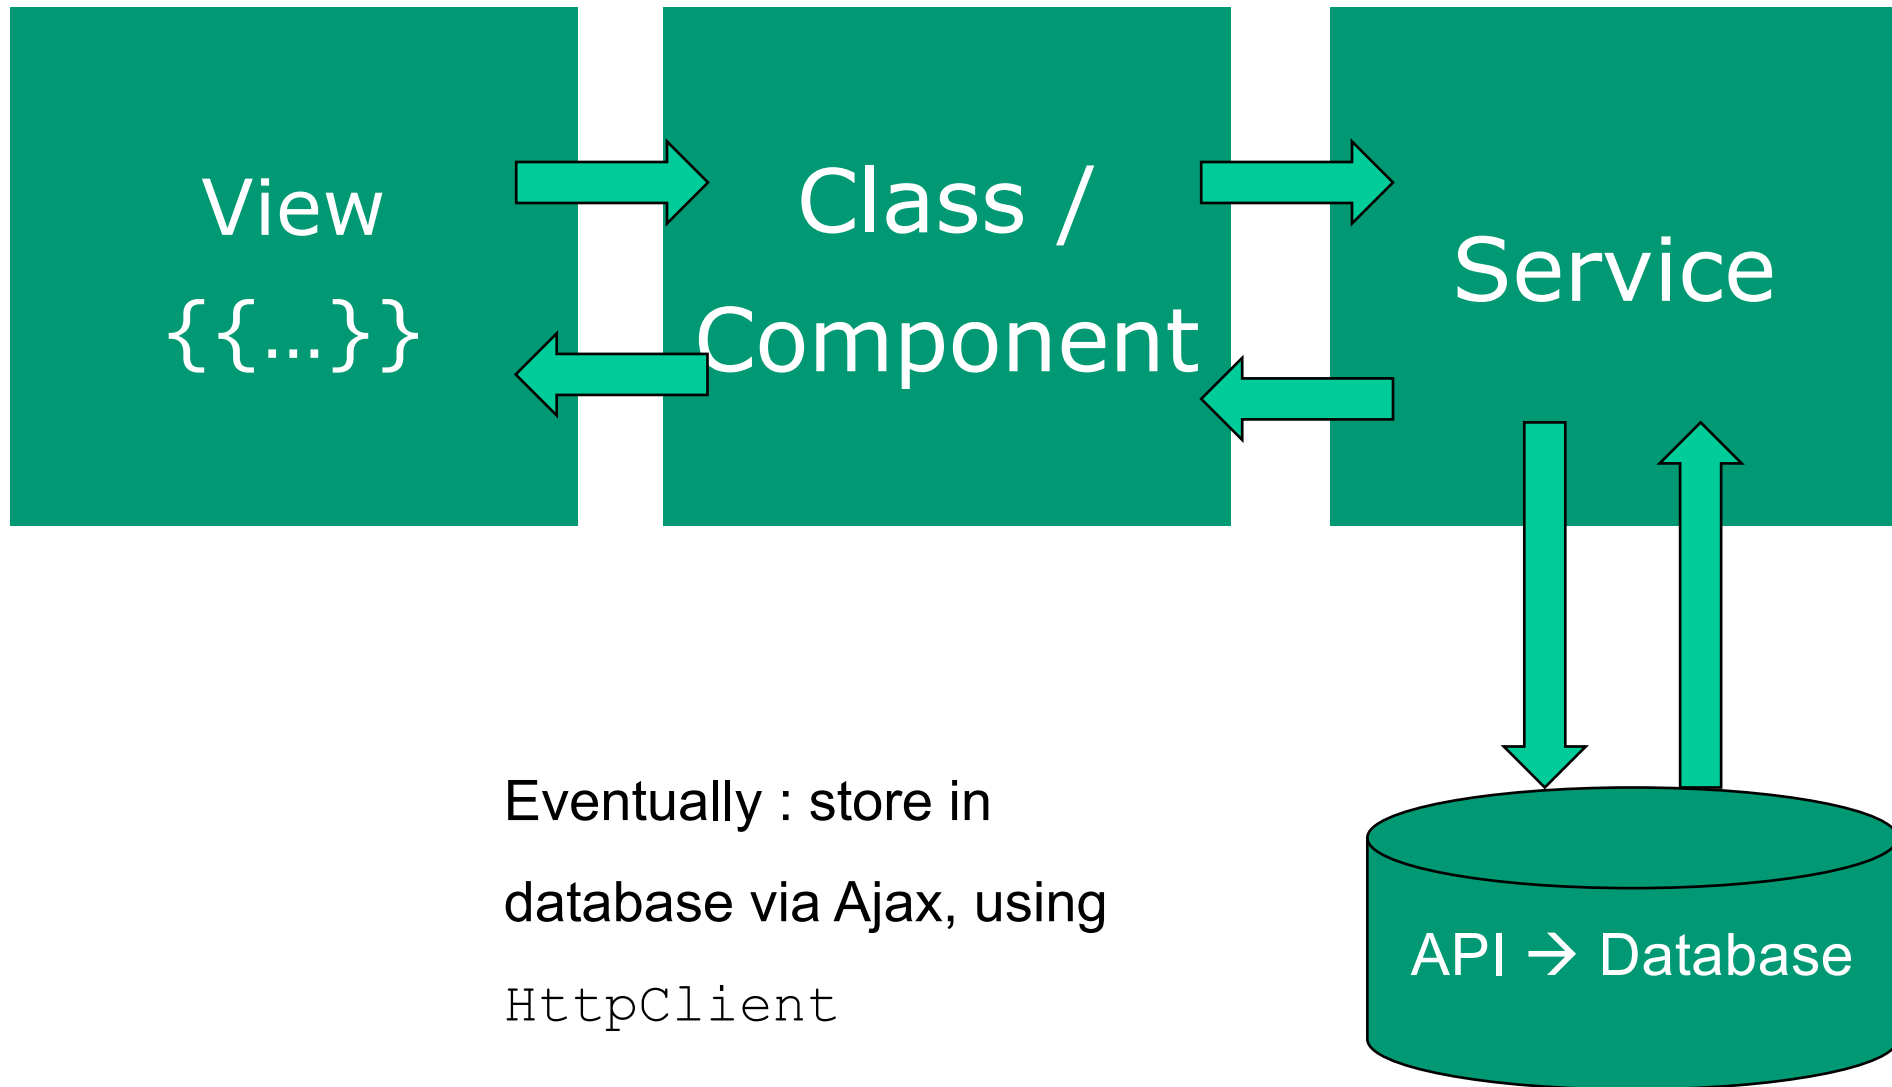 View
{{…}}
Class /
Component
Service
Eventually : store in
database via Ajax, using
HttpClient
API → Database